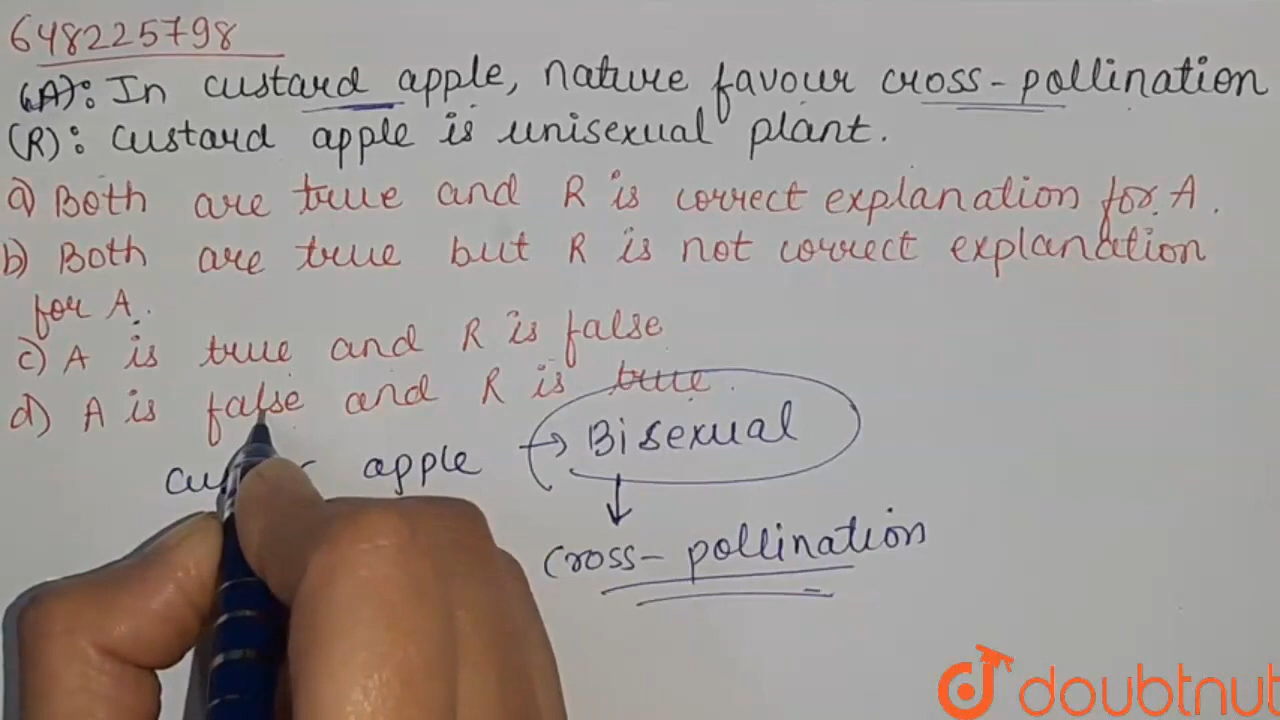 648225798
(A): In custard apple, nature favour cross-pollination
(R): custard apple is unisexual plant.
a) Both are true and R is correct explanation for A.
b) Both are true but R is not correct explanation
for A.
c) A is true and R is false
d) A is false and R is true.
apple → Bisexual
↓
Cross-pollination
doubtnut